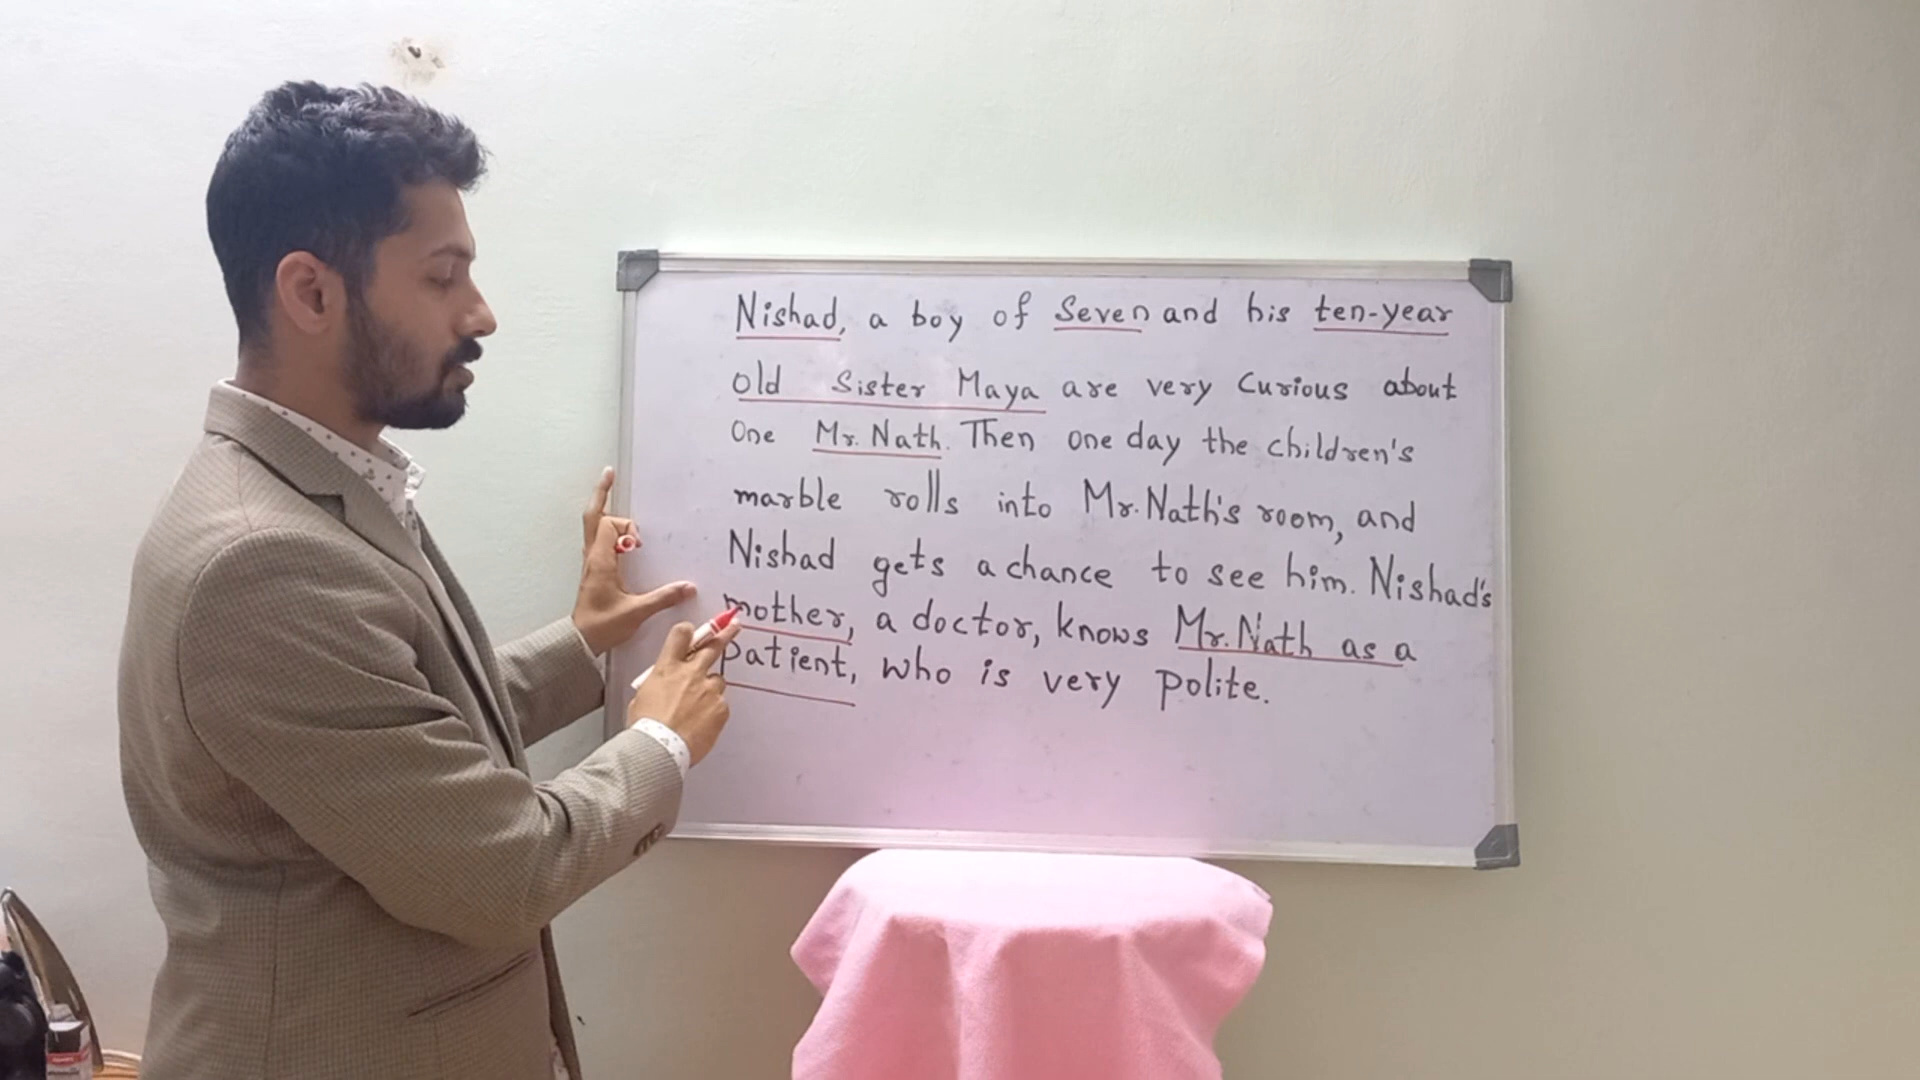 Nishad, a boy of Seven and his ten-year
old Sister Maya are very Curious about
One Mr. Nath. Then one day the children's
marble rolls into Mr. Nath's room, and
Nishad gets a chance to see him. Nishad's
mother, a doctor, knows Mr. Nath as a
patient, who is very polite.